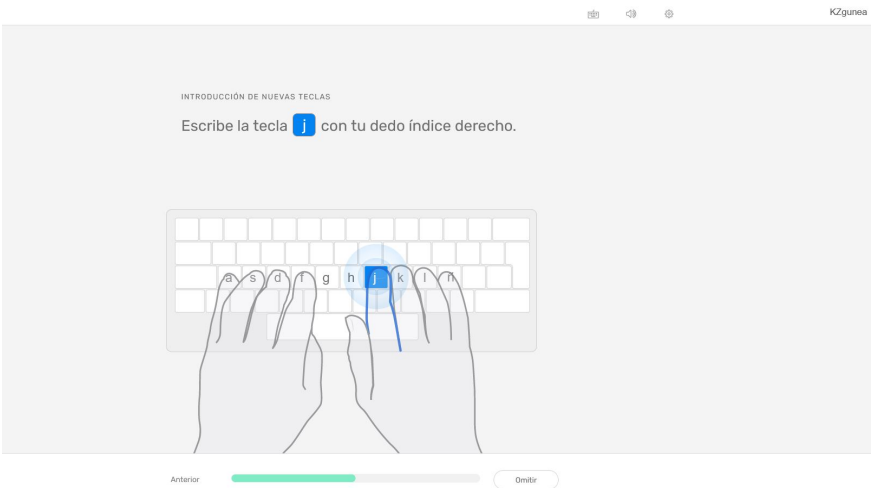 KZgunea
INTRODUCCIÓN DE NUEVAS TECLAS
Escribe la tecla j con tu dedo índice derecho.
a s d f g h j k l ñ
Anterior Omitir